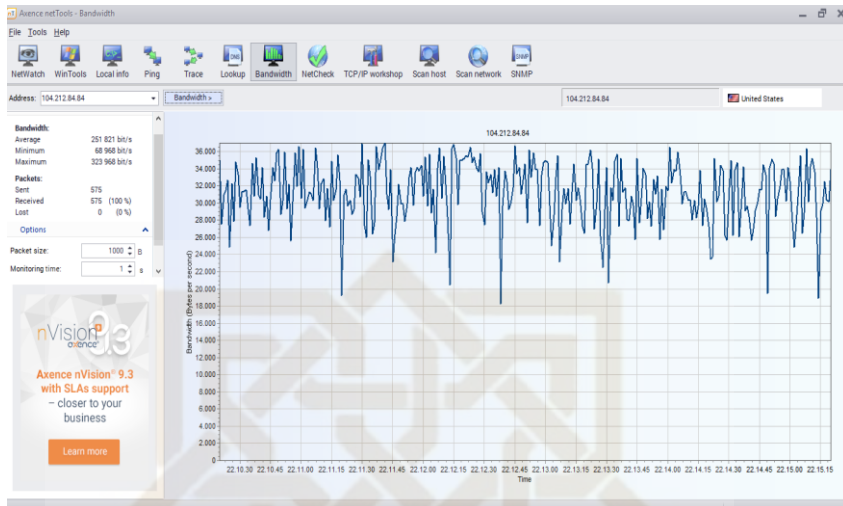 Axence netTools - Bandwidth
File Tools Help
NetWatch WinTools Local info Ping Trace Lookup Bandwidth NetCheck TCP/IP workshop Scan host Scan network SNMP
Address: 104.212.84.84 Bandwidth » 104.212.84.84 United States
Bandwidth:
Average 251 821 bit/s
Minimum 68 968 bit/s
Maximum 323 968 bit/s
Packets:
Sent 575
Received 575 (100 %)
Lost 0 (0 %)
Options
Packet size: 1000 B
Monitoring time: 1 s
nVision 9.3
axence
Axence nVision® 9.3
with SLAs support
– closer to your
business
Learn more
104.212.84.84
Bandwidth (Bytes per second)
36.000
34.000
32.000
30.000
28.000
26.000
24.000
22.000
20.000
18.000
16.000
14.000
12.000
10.000
8.000
6.000
4.000
2.000
0
22.10.30 22.10.45 22.11.00 22.11.15 22.11.30 22.11.45 22.12.00 22.12.15 22.12.30 22.12.45 22.13.00 22.13.15 22.13.30 22.13.45 22.14.00 22.14.15 22.14.30 22.14.45 22.15.00 22.15.15
Time